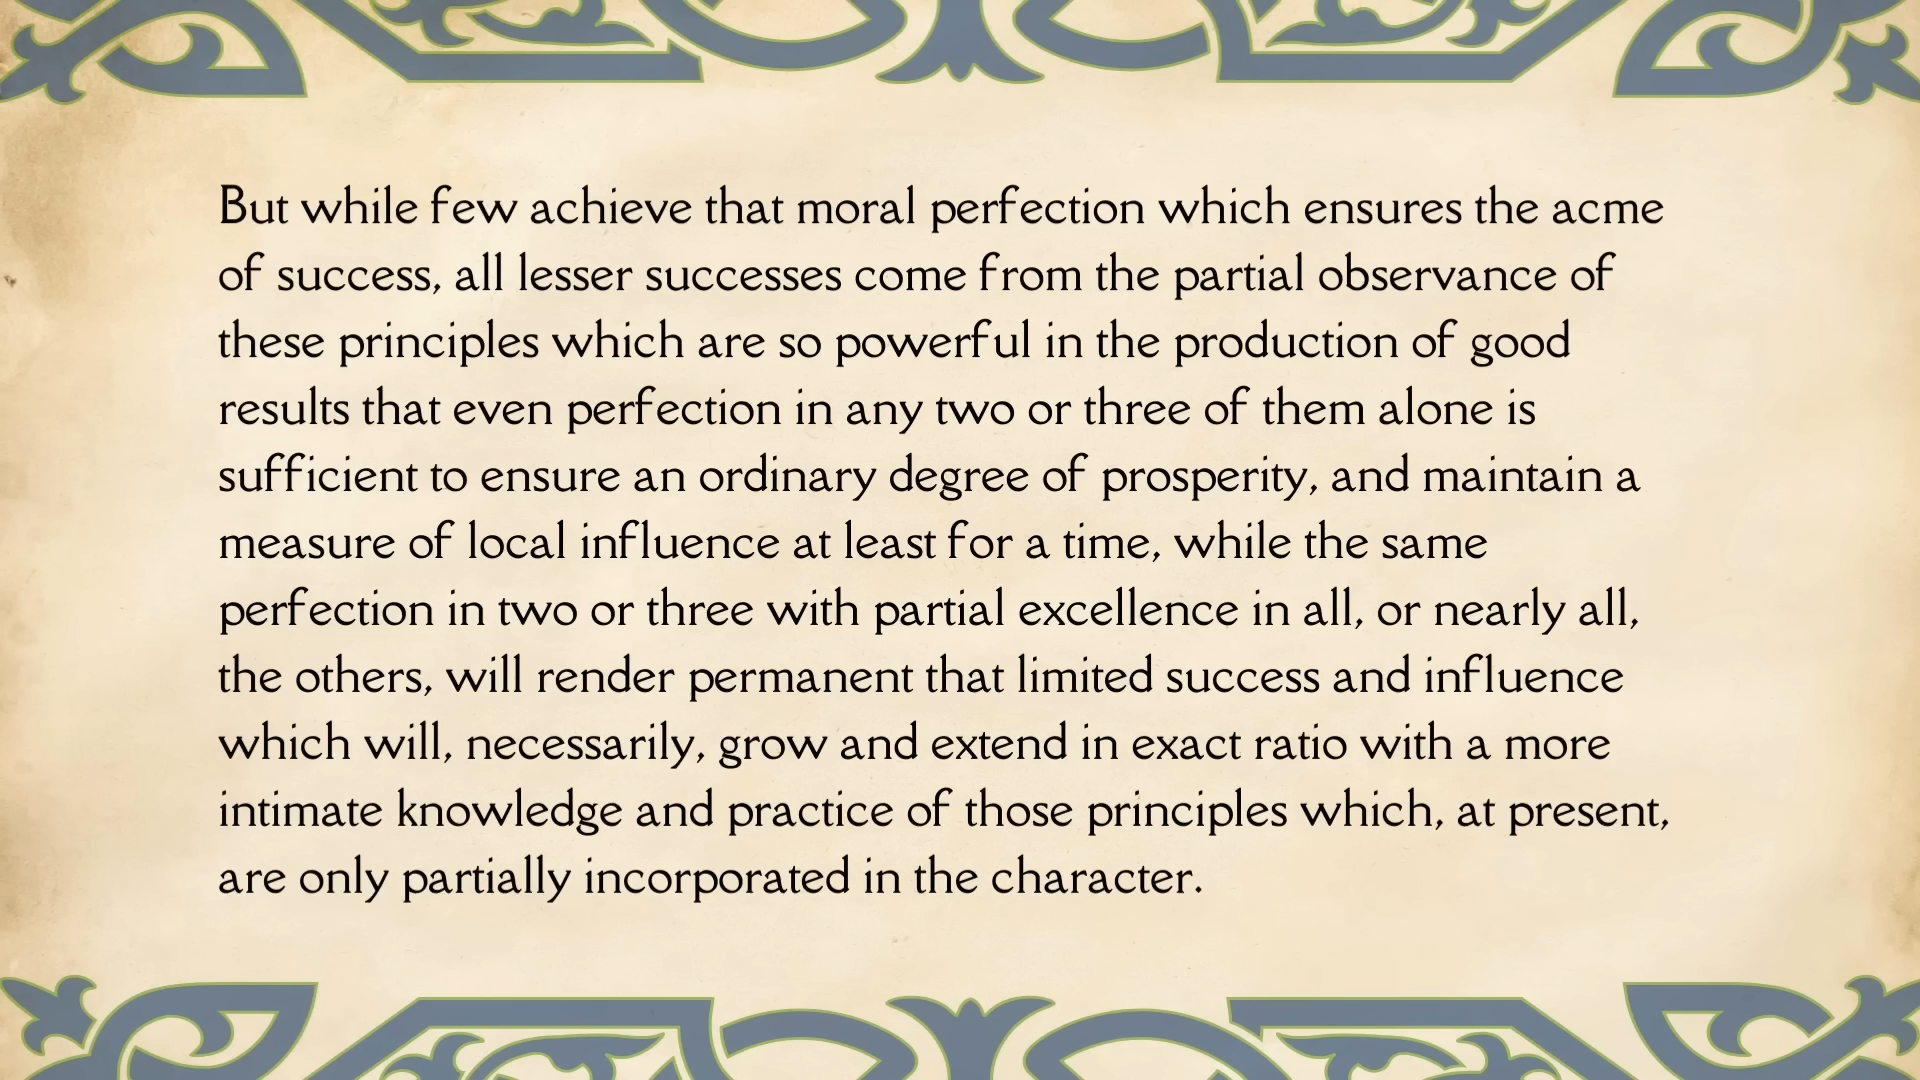 But while few achieve that moral perfection which ensures the acme
of success, all lesser successes come from the partial observance of
these principles which are so powerful in the production of good
results that even perfection in any two or three of them alone is
sufficient to ensure an ordinary degree of prosperity, and maintain a
measure of local influence at least for a time, while the same
perfection in two or three with partial excellence in all, or nearly all,
the others, will render permanent that limited success and influence
which will, necessarily, grow and extend in exact ratio with a more
intimate knowledge and practice of those principles which, at present,
are only partially incorporated in the character.